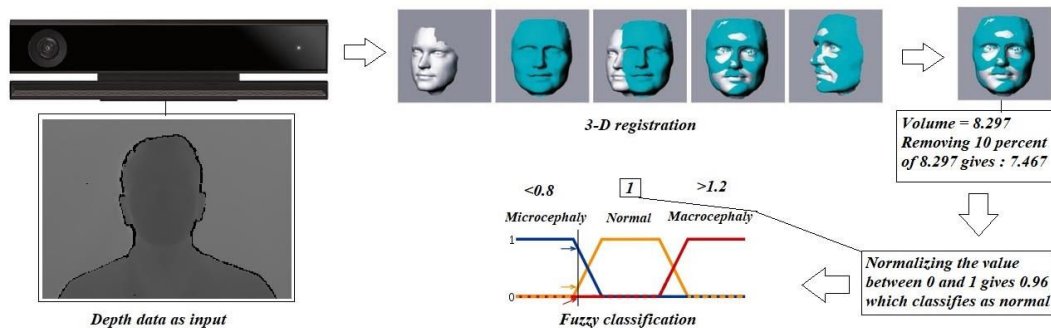 3-D registration
Volume = 8.297
Removing 10 percent
of 8.297 gives : 7.467
<0.8
1
>1.2
Microcephaly
Normal
Macrocephaly
1
0
Normalizing the value
between 0 and 1 gives 0.96
which classifies as normal
Depth data as input
Fuzzy classification